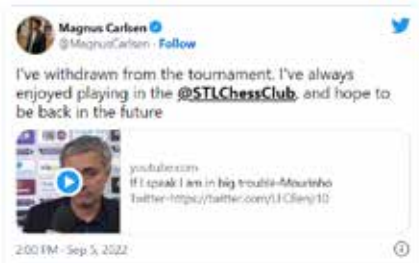 Magnus Carlsen
@MagnusCarlsen · Follow
I've withdrawn from the tournament. I've always
enjoyed playing in the @STLChessClub, and hope to
be back in the future
youtube.com
If I speak I am in big trouble-Mourinho
2:00 PM · Sep 5, 2022